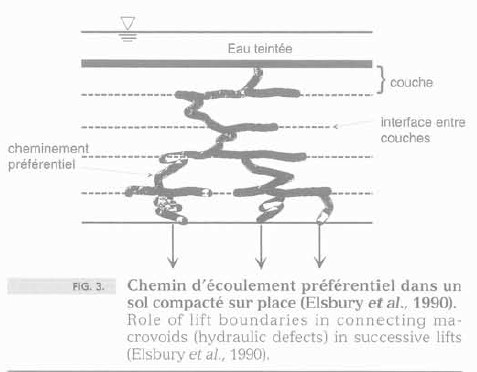 Eau teintée
couche
interface entre
couches
cheminement
préférentiel
FIG. 3.
Chemin d'écoulement préférentiel dans un
sol compacté sur place (Elsbury et al., 1990).
Role of lift boundaries in connecting ma-
crovoids (hydraulic defects) in successive lifts
(Elsbury et al., 1990).